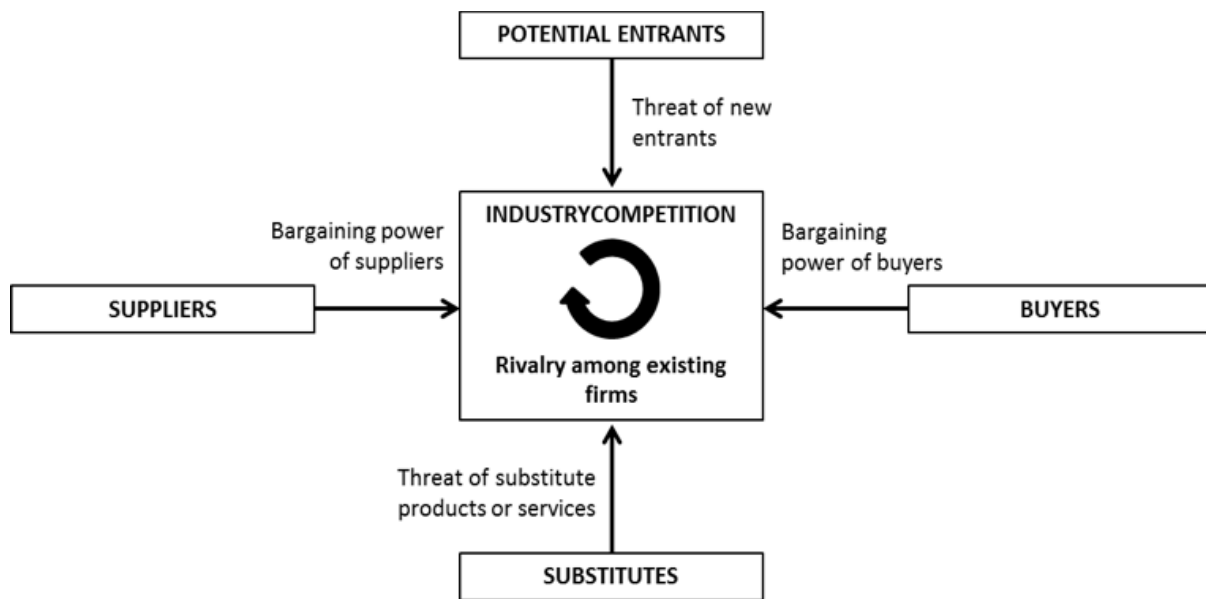 POTENTIAL ENTRANTS
Threat of new
entrants
INDUSTRYCOMPETITION
Bargaining power
of suppliers
Bargaining
power of buyers
SUPPLIERS
BUYERS
Rivalry among existing
firms
Threat of substitute
products or services
SUBSTITUTES